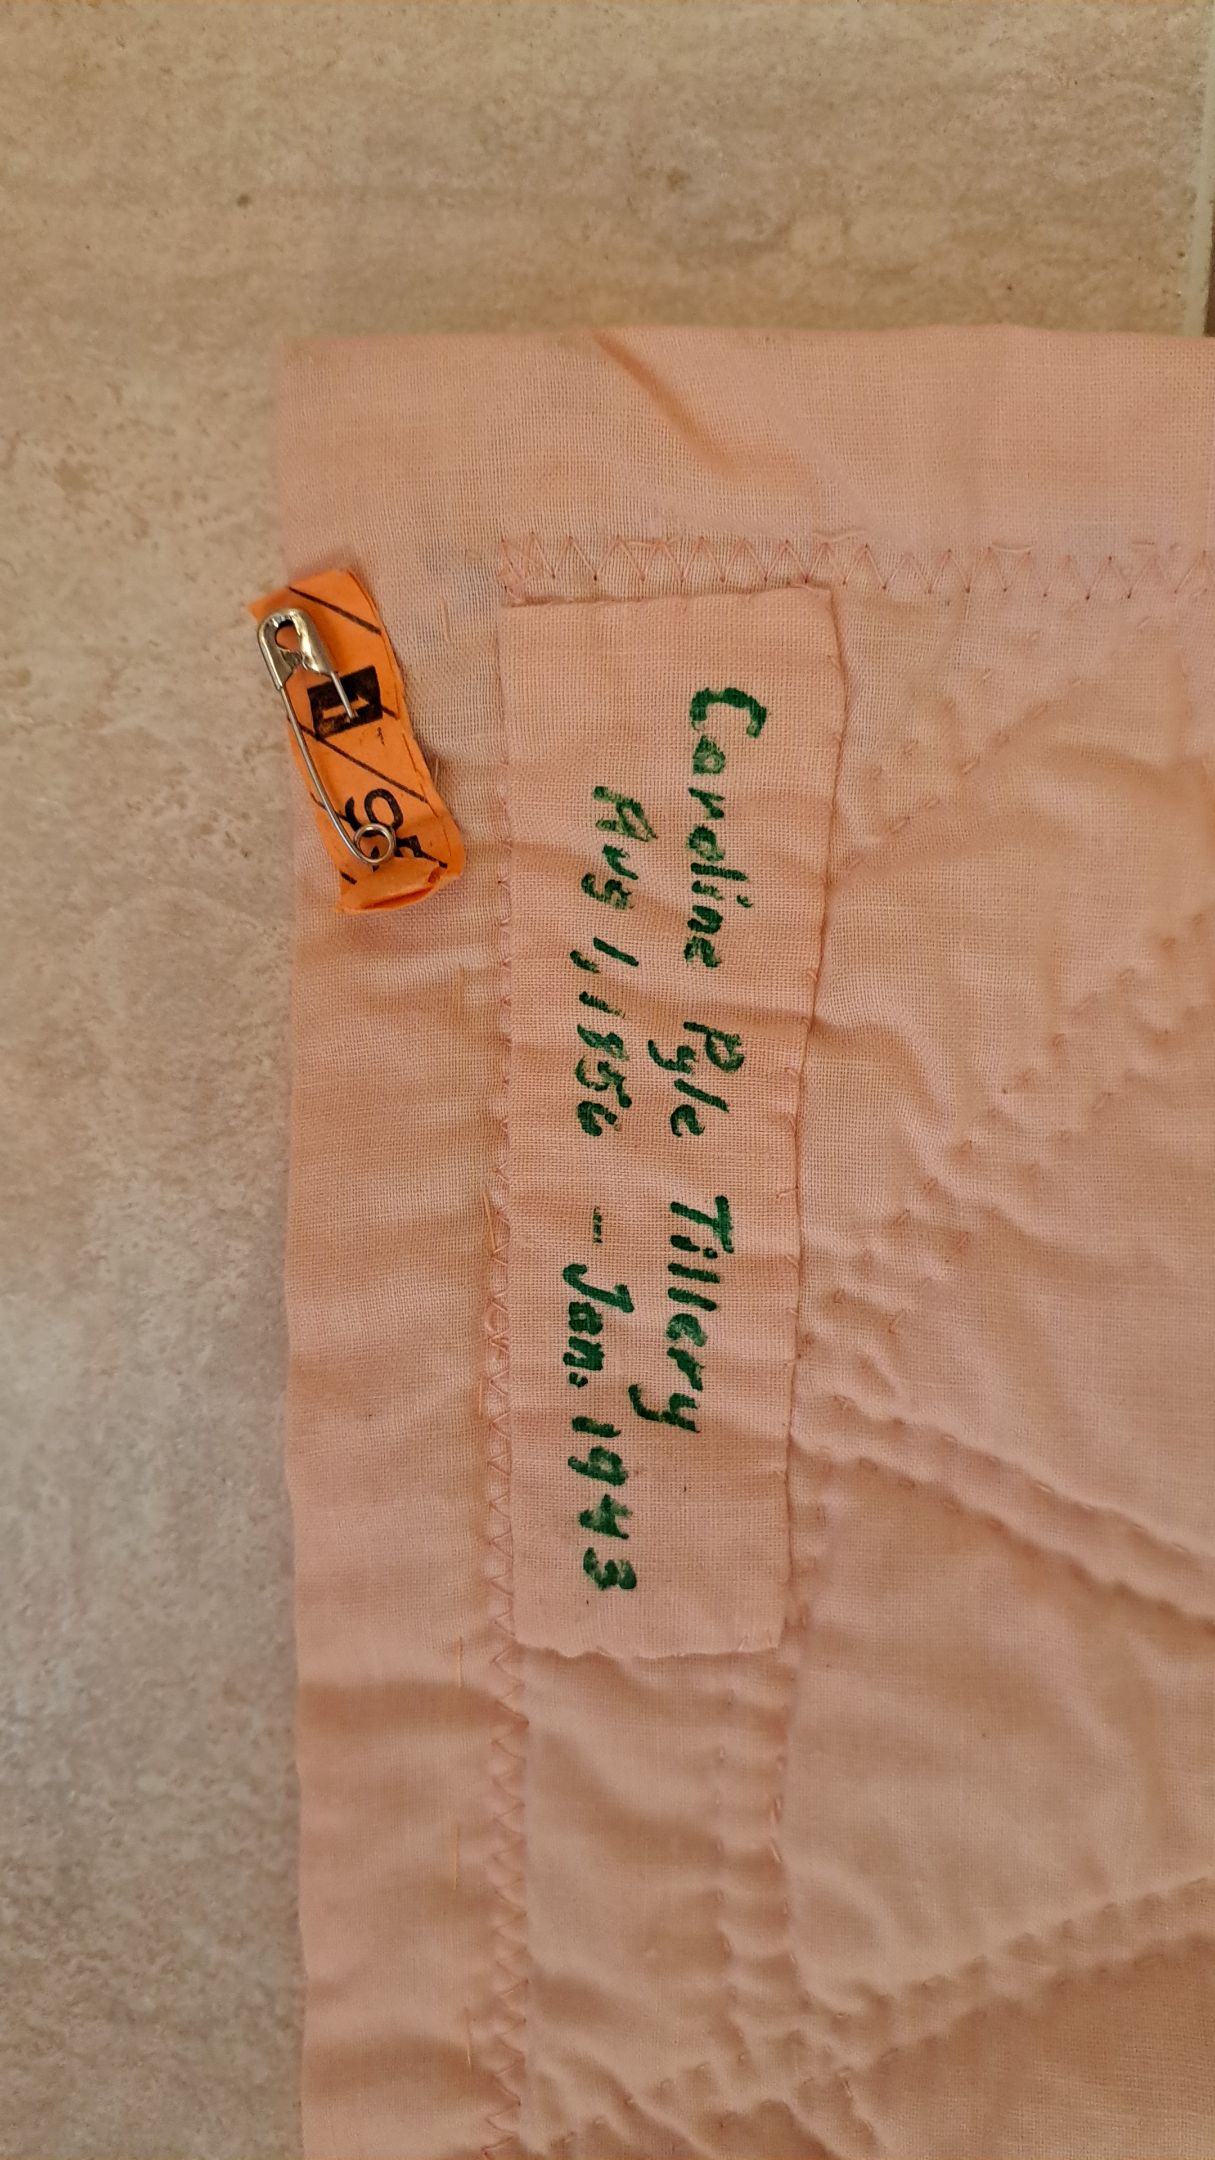 Caroline Pyle Tillery
Aug 1, 1856 - Jan. 1943